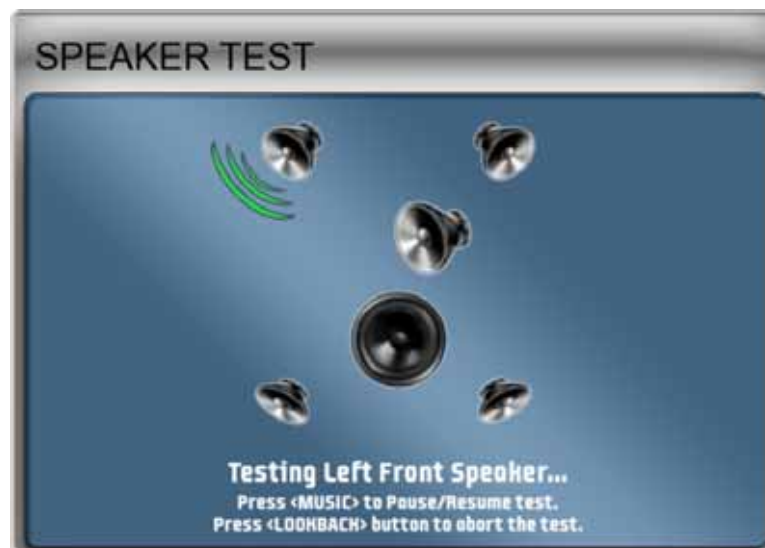 SPEAKER TEST
Testing Left Front Speaker...
Press <MUSIC> to Pause/Resume test.
Press <LOOKBACK> button to abort the test.